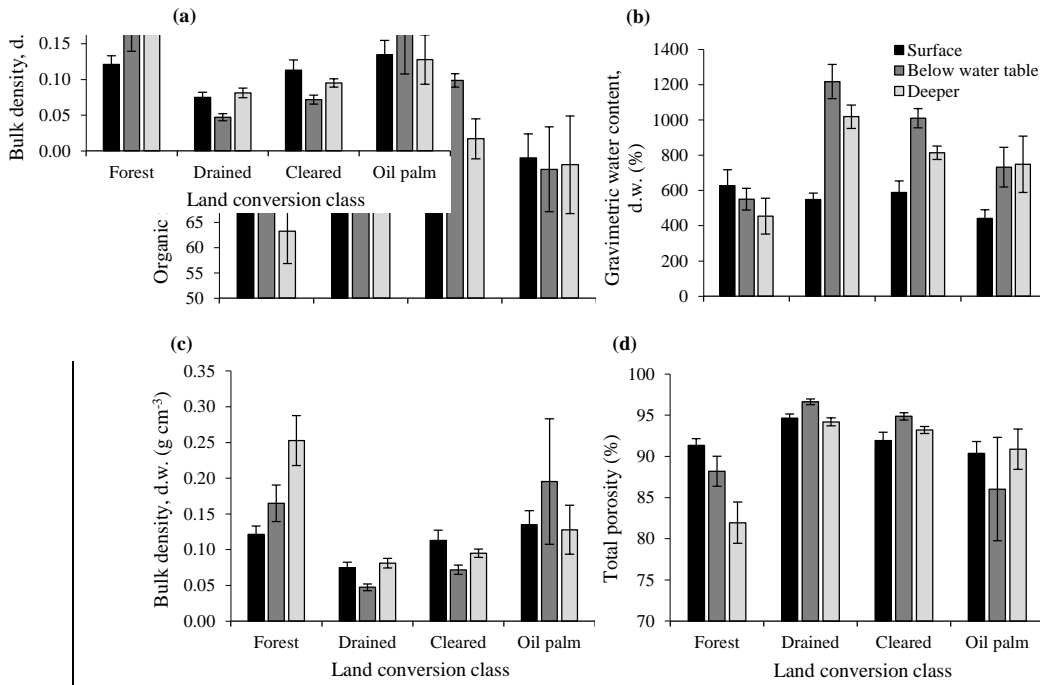 (a)
Bulk density, d.
0.15
0.10
0.05
0.00
Forest
Drained
Cleared
Oil palm
Land conversion class
Organic
65
60
55
50
(b)
Gravimetric water content,
d.w. (%)
1400
1200
1000
800
600
400
200
0
Surface
Below water table
Deeper
(c)
Bulk density, d.w. (g cm⁻³)
0.35
0.30
0.25
0.20
0.15
0.10
0.05
0.00
Forest
Drained
Cleared
Oil palm
Land conversion class
(d)
Total porosity (%)
100
95
90
85
80
75
70
Forest
Drained
Cleared
Oil palm
Land conversion class